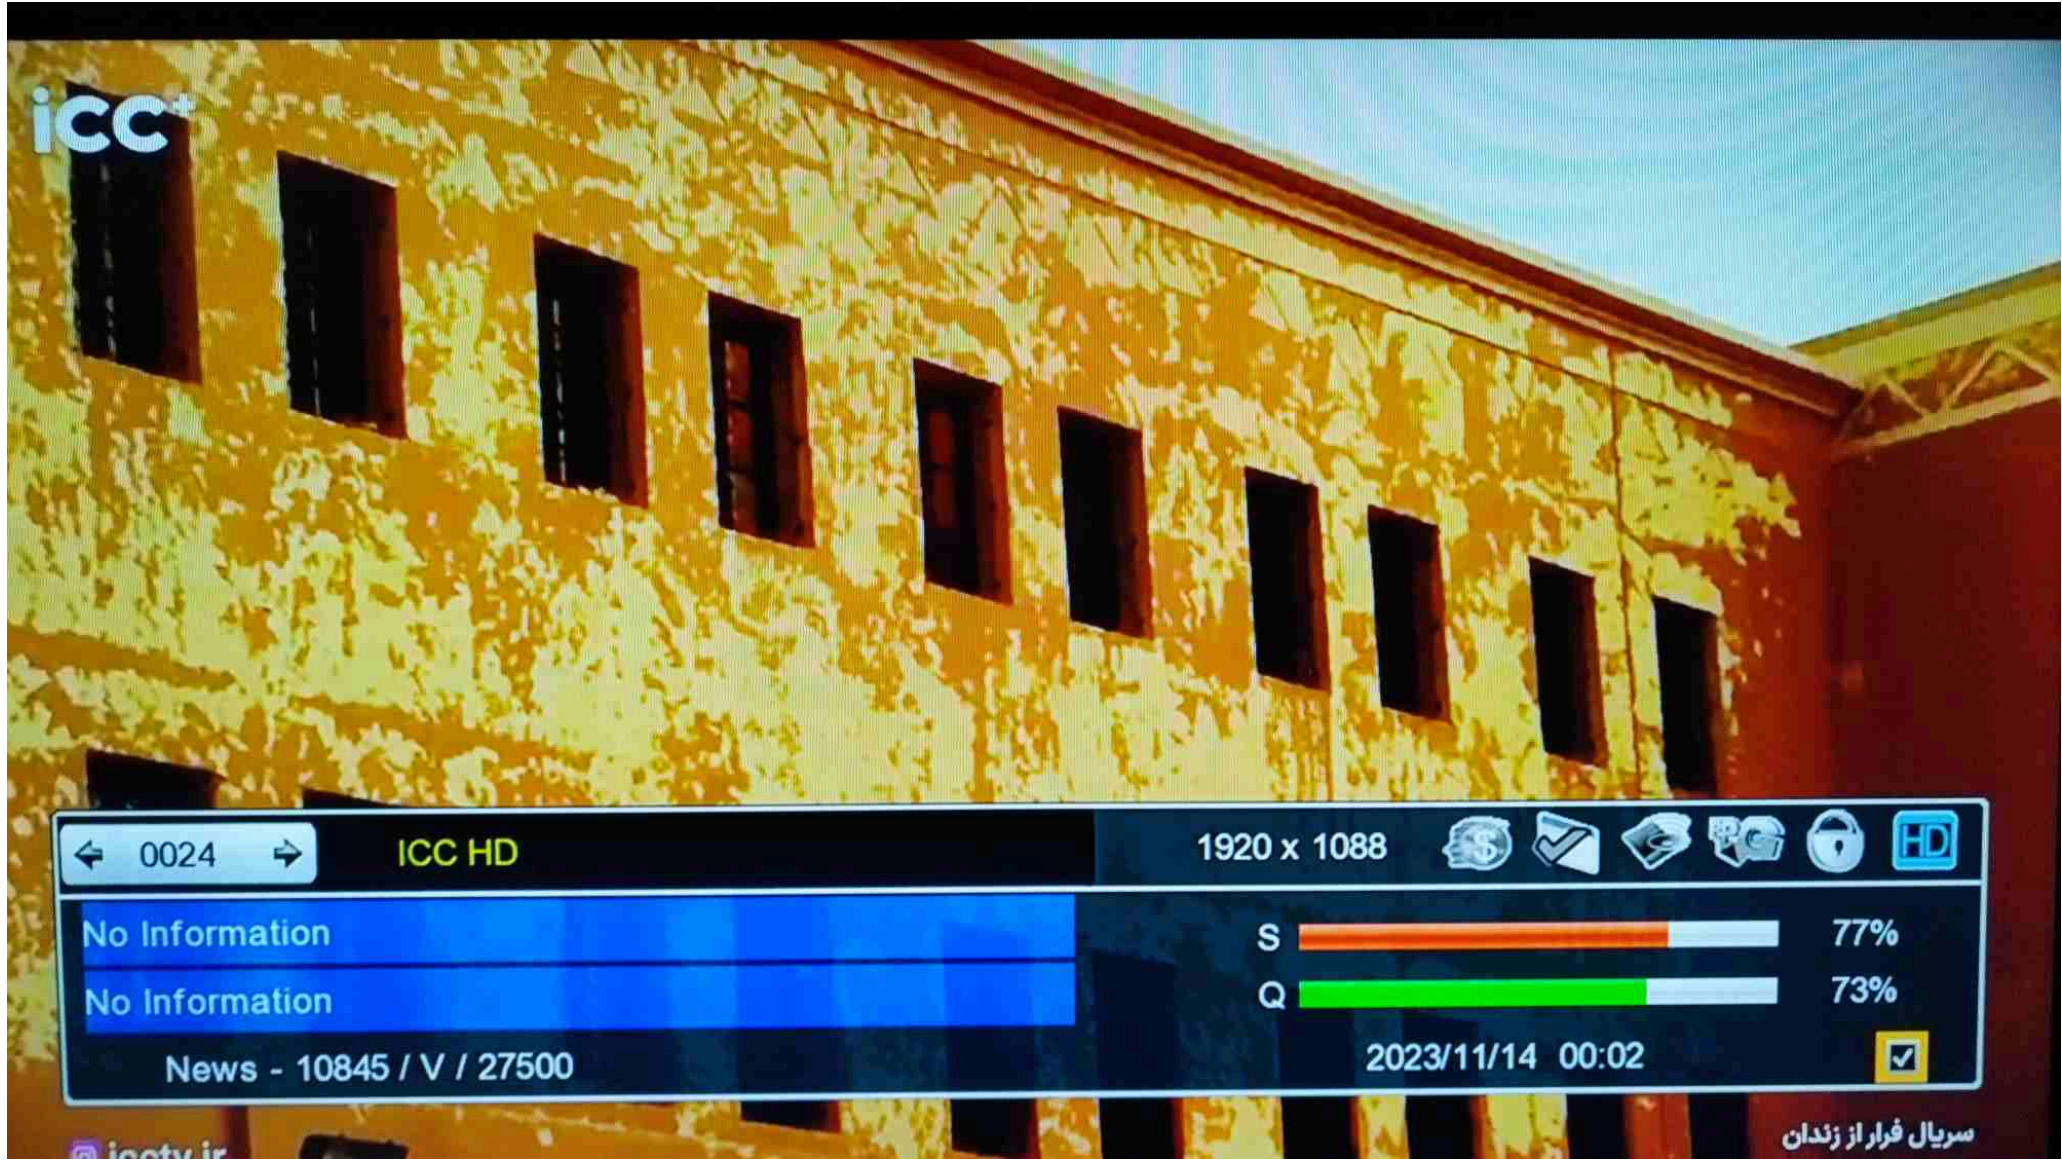 icc+
0024
ICC HD
1920 x 1088
HD
No Information
S 77%
No Information
Q 73%
News - 10845 / V / 27500
2023/11/14 00:02
سریال فرار از زندان
icctv.ir